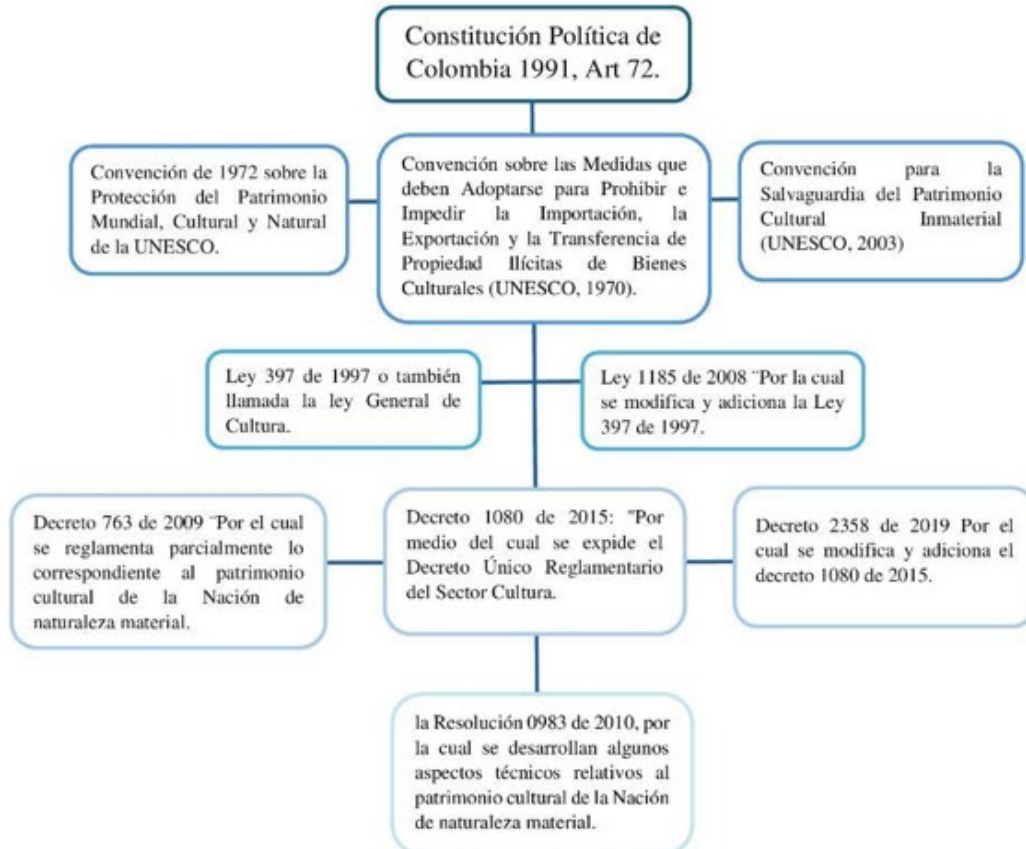 Constitución Política de
Colombia 1991, Art 72.
Convención de 1972 sobre la
Protección del Patrimonio
Mundial, Cultural y Natural
de la UNESCO.
Convención sobre las Medidas que
deben Adoptarse para Prohibir e
Impedir la Importación, la
Exportación y la Transferencia de
Propiedad Ilícitas de Bienes
Culturales (UNESCO, 1970).
Convención para la
Salvaguardia del Patrimonio
Cultural Inmaterial
(UNESCO, 2003)
Ley 397 de 1997 o también
llamada la ley General de
Cultura.
Ley 1185 de 2008 ¨Por la cual
se modifica y adiciona la Ley
397 de 1997.
Decreto 763 de 2009 ¨Por el cual
se reglamenta parcialmente lo
correspondiente al patrimonio
cultural de la Nación de
naturaleza material.
Decreto 1080 de 2015: "Por
medio del cual se expide el
Decreto Único Reglamentario
del Sector Cultura.
Decreto 2358 de 2019 Por el
cual se modifica y adiciona el
decreto 1080 de 2015.
la Resolución 0983 de 2010, por
la cual se desarrollan algunos
aspectos técnicos relativos al
patrimonio cultural de la Nación
de naturaleza material.